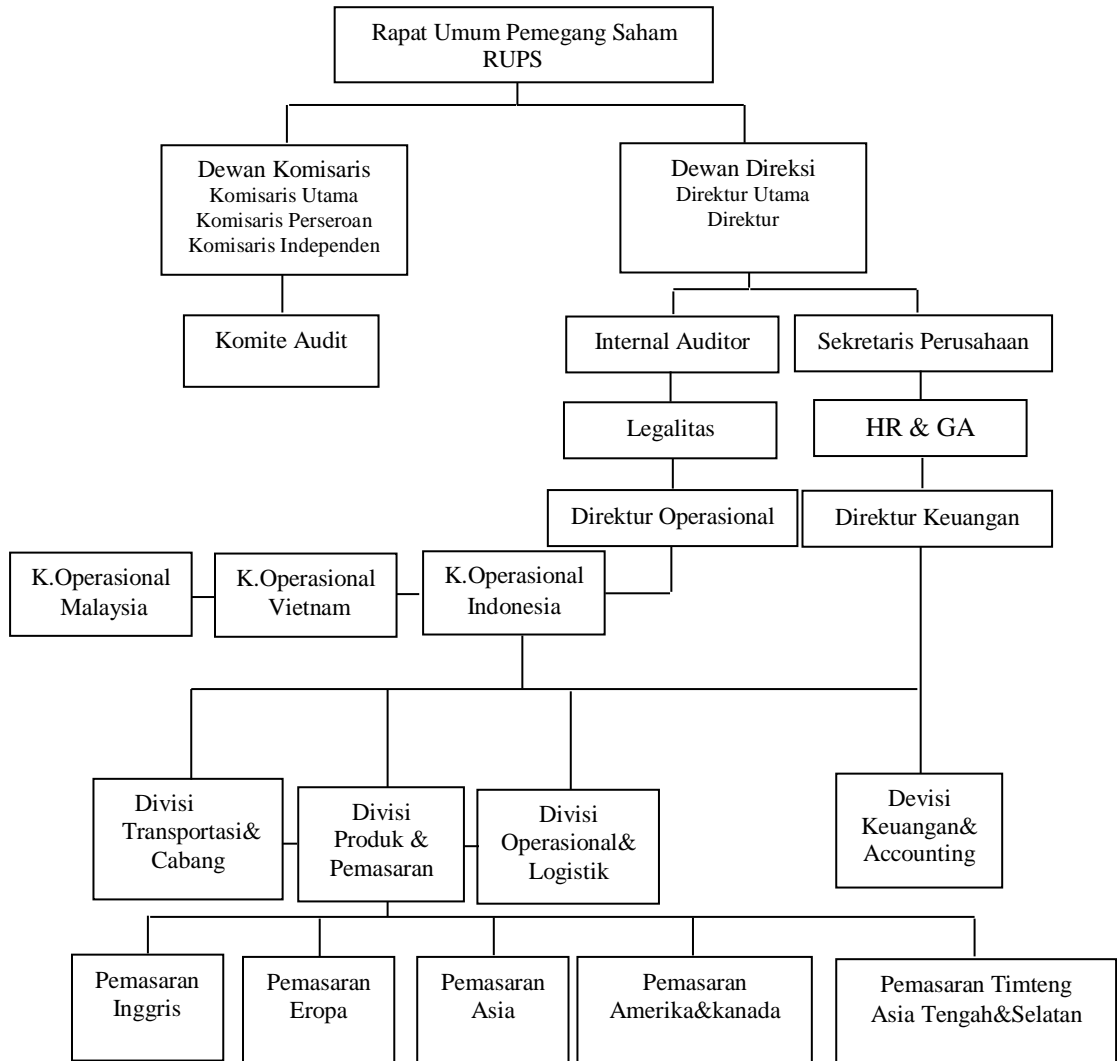 Rapat Umum Pemegang Saham
RUPS
Dewan Komisaris
Komisaris Utama
Komisaris Perseroan
Komisaris Independen
Dewan Direksi
Direktur Utama
Direktur
Komite Audit
Internal Auditor
Sekretaris Perusahaan
Legalitas
HR & GA
Direktur Operasional
Direktur Keuangan
K.Operasional
Malaysia
K.Operasional
Vietnam
K.Operasional
Indonesia
Divisi
Transportasi&
Cabang
Divisi
Produk &
Pemasaran
Divisi
Operasional&
Logistik
Devisi
Keuangan&
Accounting
Pemasaran
Inggris
Pemasaran
Eropa
Pemasaran
Asia
Pemasaran
Amerika&kanada
Pemasaran Timteng
Asia Tengah&Selatan